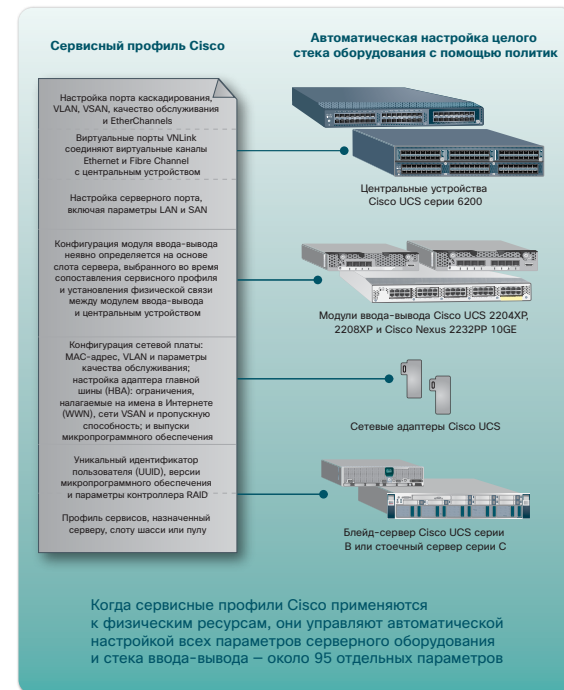 Сервисный профиль Cisco
Автоматическая настройка целого
стека оборудования с помощью политик
Настройка порта каскадирования,
VLAN, VSAN, качество обслуживания
и EtherChannels
Виртуальные порты VNLink
соединяют виртуальные каналы
Ethernet и Fibre Channel
с центральным устройством
Настройка серверного порта,
включая параметры LAN и SAN
Центральные устройства
Cisco UCS серии 6200
Конфигурация модуля ввода-вывода
неявно определяется на основе
слота сервера, выбранного во время
сопоставления сервисного профиля
и установления физической связи
между модулем ввода-вывода
и центральным устройством
Модули ввода-вывода Cisco UCS 2204XP,
2208XP и Cisco Nexus 2232PP 10GE
Конфигурация сетевой платы:
MAC-адрес, VLAN и параметры
качества обслуживания;
настройка адаптера главной
шины (HBA): ограничения,
налагаемые на имена в Интернете
(WWN), сети VSAN и пропускную
способность; и выпуски
микропрограммного обеспечения
Сетевые адаптеры Cisco UCS
Уникальный идентификатор
пользователя (UUID), версии
микропрограммного обеспечения
и параметры контроллера RAID
Профиль сервисов, назначенный
серверу, слоту шасси или пулу
Блейд-сервер Cisco UCS серии
B или стоечный сервер серии C
Когда сервисные профили Cisco применяются
к физическим ресурсам, они управляют автоматической
настройкой всех параметров серверного оборудования
и стека ввода-вывода — около 95 отдельных параметров